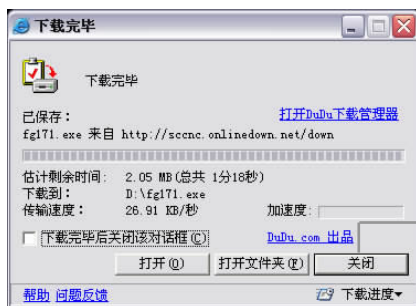 下载完毕
下载完毕
已保存： 打开DuDu下载管理器
fg171.exe 来自 http://sccnc.onlinedown.net/down
估计剩余时间： 2.05 MB(总共 1分18秒)
下载到： D:\fg171.exe
传输速度： 26.91 KB/秒 加速度：
下载完毕后关闭该对话框(C) DuDu.com 出品
打开(O) 打开文件夹(F) 关闭
帮助 问题反馈 下载进度▾